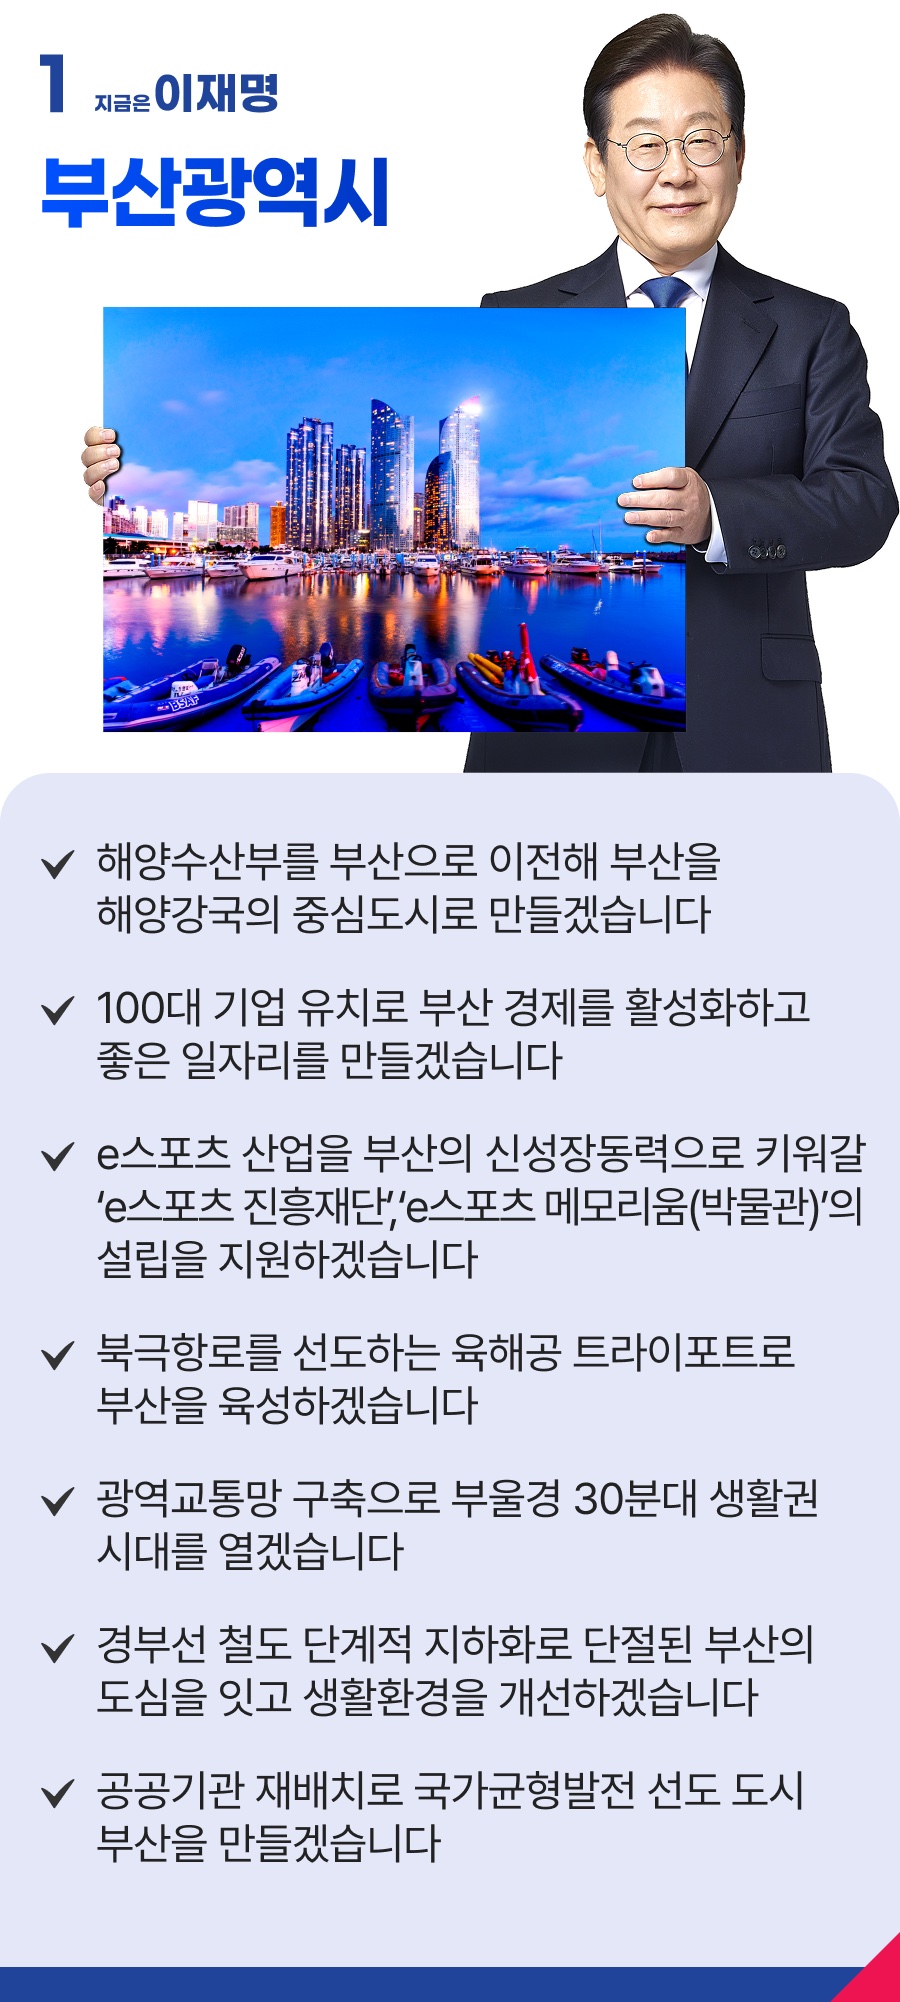 1 지금은 이재명
부산광역시
BSAF
해양수산부를 부산으로 이전해 부산을
해양강국의 중심도시로 만들겠습니다
100대 기업 유치로 부산 경제를 활성화하고
좋은 일자리를 만들겠습니다
e스포츠 산업을 부산의 신성장동력으로 키워갈
‘e스포츠 진흥재단’, ‘e스포츠 메모리움(박물관)’의
설립을 지원하겠습니다
북극항로를 선도하는 육해공 트라이포트로
부산을 육성하겠습니다
광역교통망 구축으로 부울경 30분대 생활권
시대를 열겠습니다
경부선 철도 단계적 지하화로 단절된 부산의
도심을 잇고 생활환경을 개선하겠습니다
공공기관 재배치로 국가균형발전 선도 도시
부산을 만들겠습니다